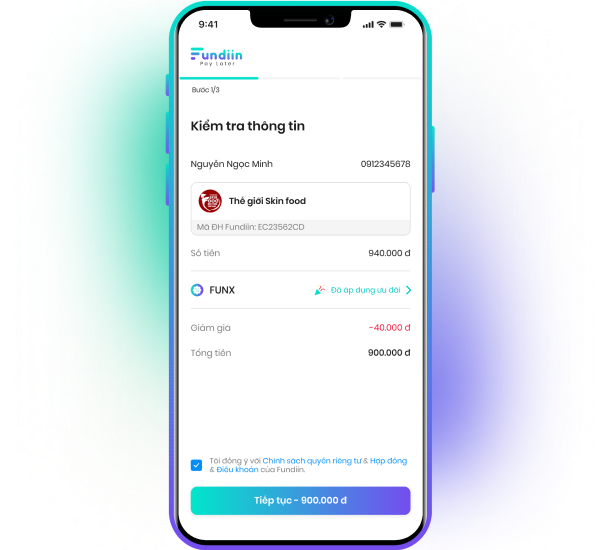 9:41
Fundiin
Pay Later
Bước 1/3
Kiểm tra thông tin
Nguyễn Ngọc Minh 0912345678
Thế giới Skin food
Mã ĐH Fundiin: EC23562CD
Số tiền 940.000 đ
FUNX Đã áp dụng ưu đãi
Giảm giá -40.000 đ
Tổng tiền 900.000 đ
Tôi đồng ý với Chính sách quyền riêng tư & Hợp đồng
& Điều khoản của Fundiin.
Tiếp tục - 900.000 đ